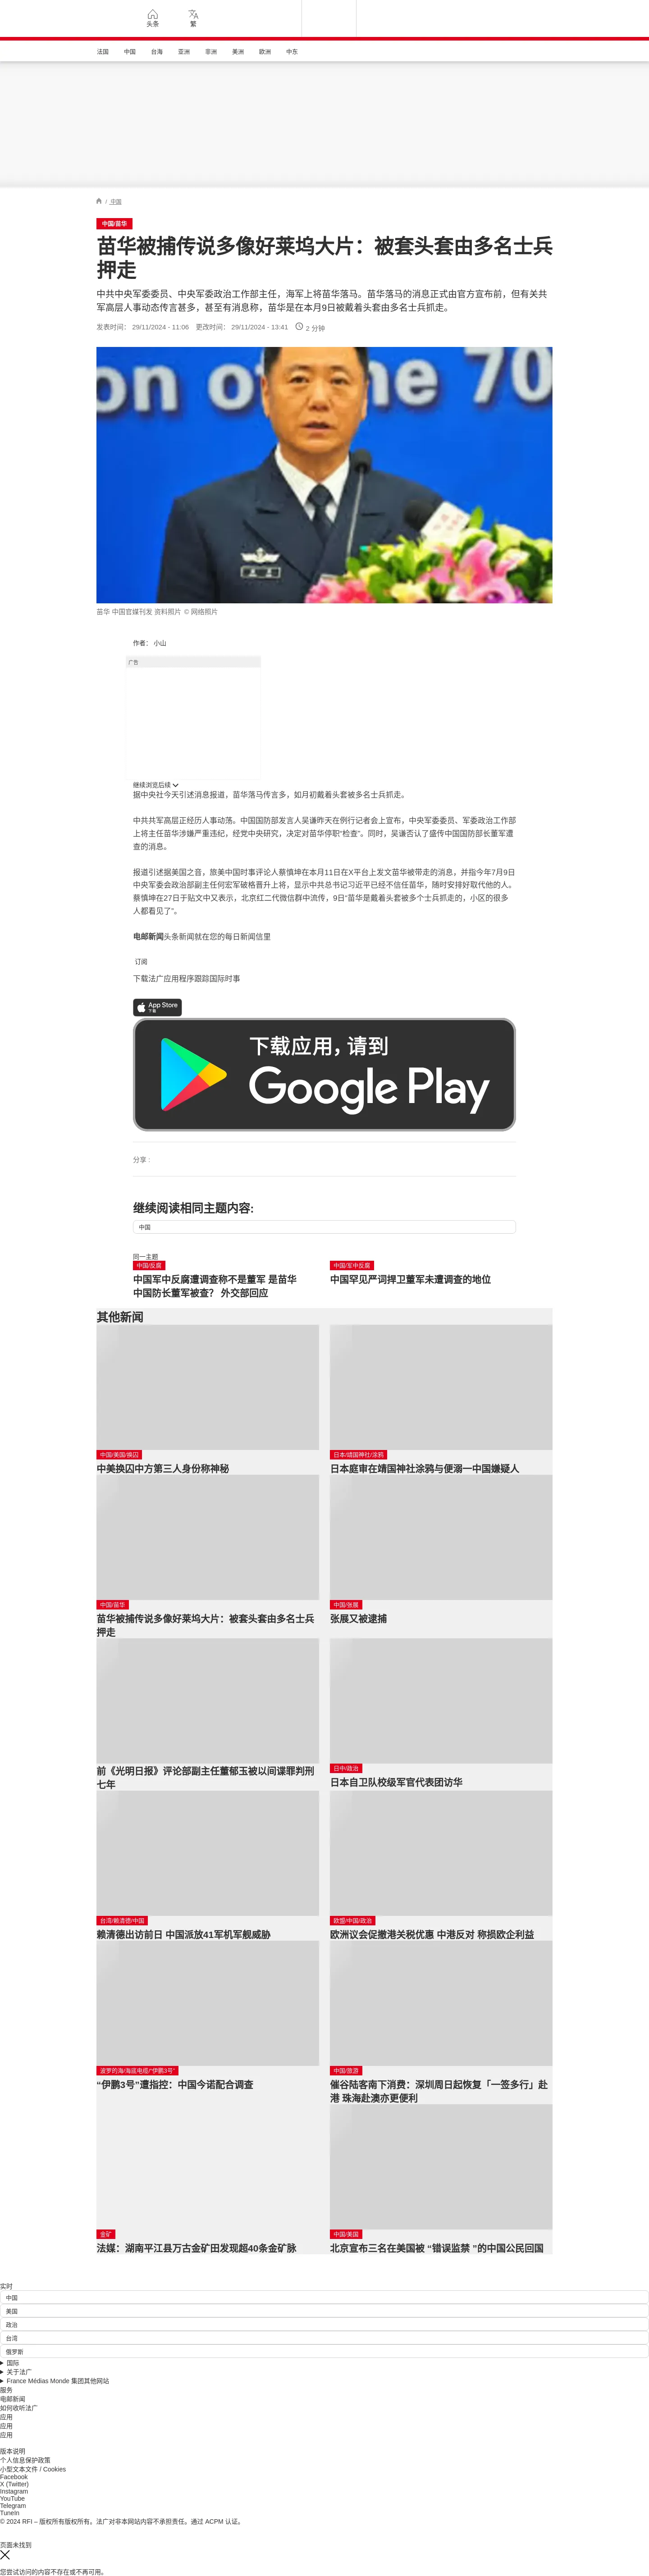 头条
繁
法国 中国 台海 亚洲 非洲 美洲 欧洲 中东
/ 中国
中国/苗华
苗华被捕传说多像好莱坞大片：被套头套由多名士兵
押走
中共中央军委委员、中央军委政治工作部主任，海军上将苗华落马。苗华落马的消息正式由官方宣布前，但有关共
军高层人事动态传言甚多，甚至有消息称，苗华是在本月9日被戴着头套由多名士兵抓走。
发表时间： 29/11/2024 - 11:06 更改时间： 29/11/2024 - 13:41 2 分钟
on of the 70
苗华 中国官媒刊发 资料照片 © 网络照片
作者： 小山
广告
继续浏览后续
据中央社今天引述消息报道，苗华落马传言多，如月初戴着头套被多名士兵抓走。
中共共军高层正经历人事动荡。中国国防部发言人吴谦昨天在例行记者会上宣布，中央军委委员、军委政治工作部
上将主任苗华涉嫌严重违纪，经党中央研究，决定对苗华停职“检查”。同时，吴谦否认了盛传中国国防部长董军遭
查的消息。
报道引述据美国之音，旅美中国时事评论人蔡慎坤在本月11日在X平台上发文苗华被带走的消息，并指今年7月9日
中央军委会政治部副主任何宏军破格晋升上将，显示中共总书记习近平已经不信任苗华，随时安排好取代他的人。
蔡慎坤在27日于贴文中又表示，北京红二代微信群中流传，9日“苗华是戴着头套被多个士兵抓走的，小区的很多
人都看见了”。
电邮新闻头条新闻就在您的每日新闻信里
订阅
下载法广应用程序跟踪国际时事
App Store
下载
下载应用，请到
Google Play
分享 :
继续阅读相同主题内容:
中国
同一主题
中国/反腐
中国军中反腐遭调查称不是董军 是苗华
中国防长董军被查？ 外交部回应
中国/军中反腐
中国罕见严词捍卫董军未遭调查的地位
其他新闻
中国/美国/换囚
中美换囚中方第三人身份称神秘
日本/靖国神社/涂鸦
日本庭审在靖国神社涂鸦与便溺一中国嫌疑人
中国/苗华
苗华被捕传说多像好莱坞大片：被套头套由多名士兵
押走
中国/张展
张展又被逮捕
前《光明日报》评论部副主任董郁玉被以间谍罪判刑
七年
日中/政治
日本自卫队校级军官代表团访华
台湾/赖清德/中国
赖清德出访前日 中国派放41军机军舰威胁
欧盟/中国/政治
欧洲议会促撤港关税优惠 中港反对 称损欧企利益
波罗的海/海底电缆/“伊鹏3号”
“伊鹏3号”遭指控：中国今诺配合调查
中国/旅游
催谷陆客南下消费：深圳周日起恢复「一签多行」赴
港 珠海赴澳亦更便利
金矿
法媒：湖南平江县万古金矿田发现超40条金矿脉
中国/美国
北京宣布三名在美国被 “错误监禁 ”的中国公民回国
实时
中国
美国
政治
台湾
俄罗斯
国际
关于法广
France Médias Monde 集团其他网站
服务
电邮新闻
如何收听法广
应用
应用
应用
版本说明
个人信息保护政策
小型文本文件 / Cookies
Facebook
X (Twitter)
Instagram
YouTube
Telegram
TuneIn
© 2024 RFI – 版权所有版权所有。法广对非本网站内容不承担责任。通过 ACPM 认证。
页面未找到
您尝试访问的内容不存在或不再可用。